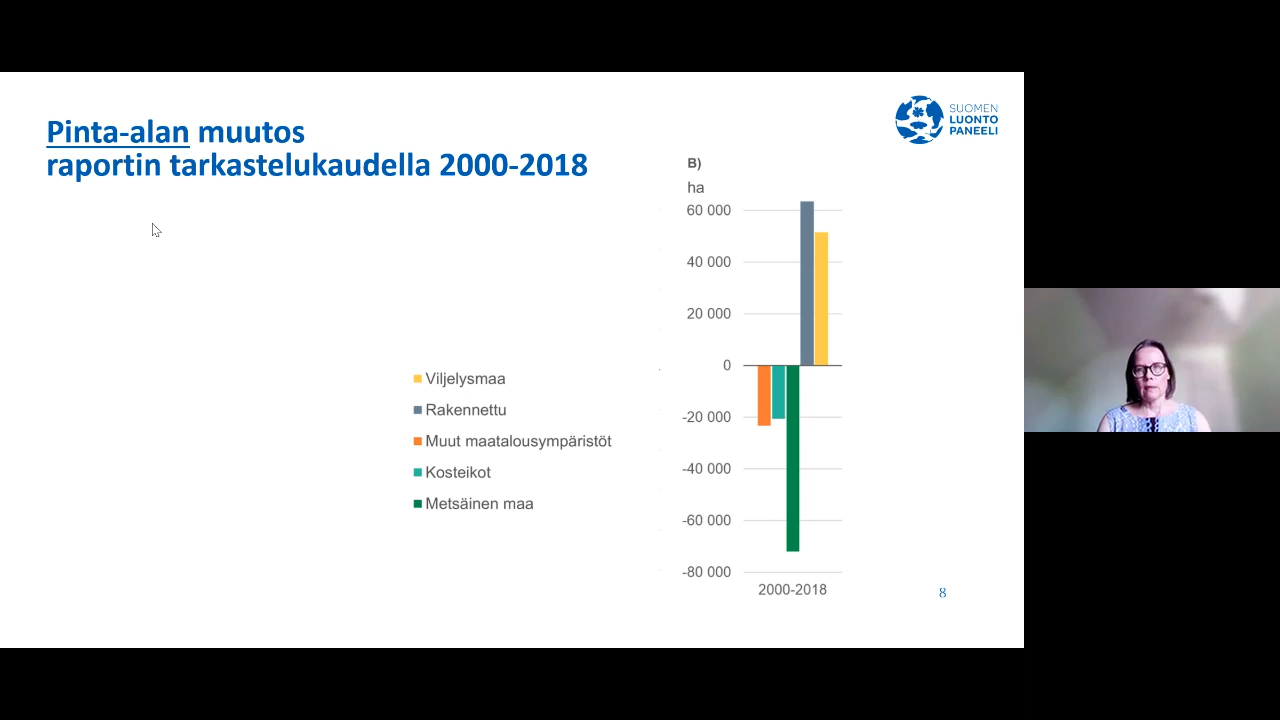 Pinta-alan muutos
raportin tarkastelukaudella 2000-2018
SUOMEN
LUONTO
PANEELI
B)
ha
60 000
40 000
20 000
0
-20 000
-40 000
-60 000
-80 000
2000-2018
Viljelysmaa
Rakennettu
Muut maatalousympäristöt
Kosteikot
Metsäinen maa
8